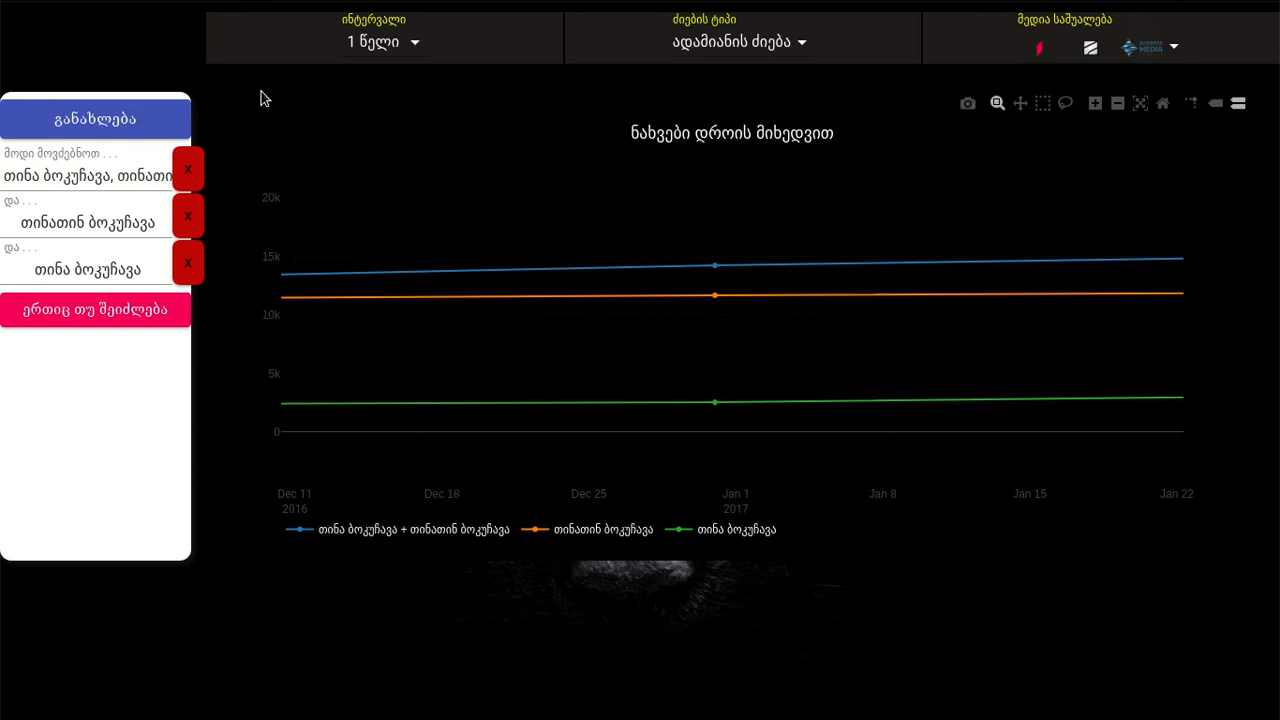 ინტერვალი
1 წელი
ძიების ტიპი
ადამიანის ძიება
მედია საშუალება
BUSINESS MEDIA
განახლება
მოდი მოვძებნოთ . . .
თინა ბოკუჩავა, თინათი
x
და . . .
თინათინ ბოკუჩავა
x
და . . .
თინა ბოკუჩავა
x
ერთიც თუ შეიძლება
ნახვები დროის მიხედვით
20k
15k
10k
5k
0
Dec 11 Dec 18 Dec 25 Jan 1 Jan 8 Jan 15 Jan 22
2016 2017
თინა ბოკუჩავა + თინათინ ბოკუჩავა თინათინ ბოკუჩავა თინა ბოკუჩავა